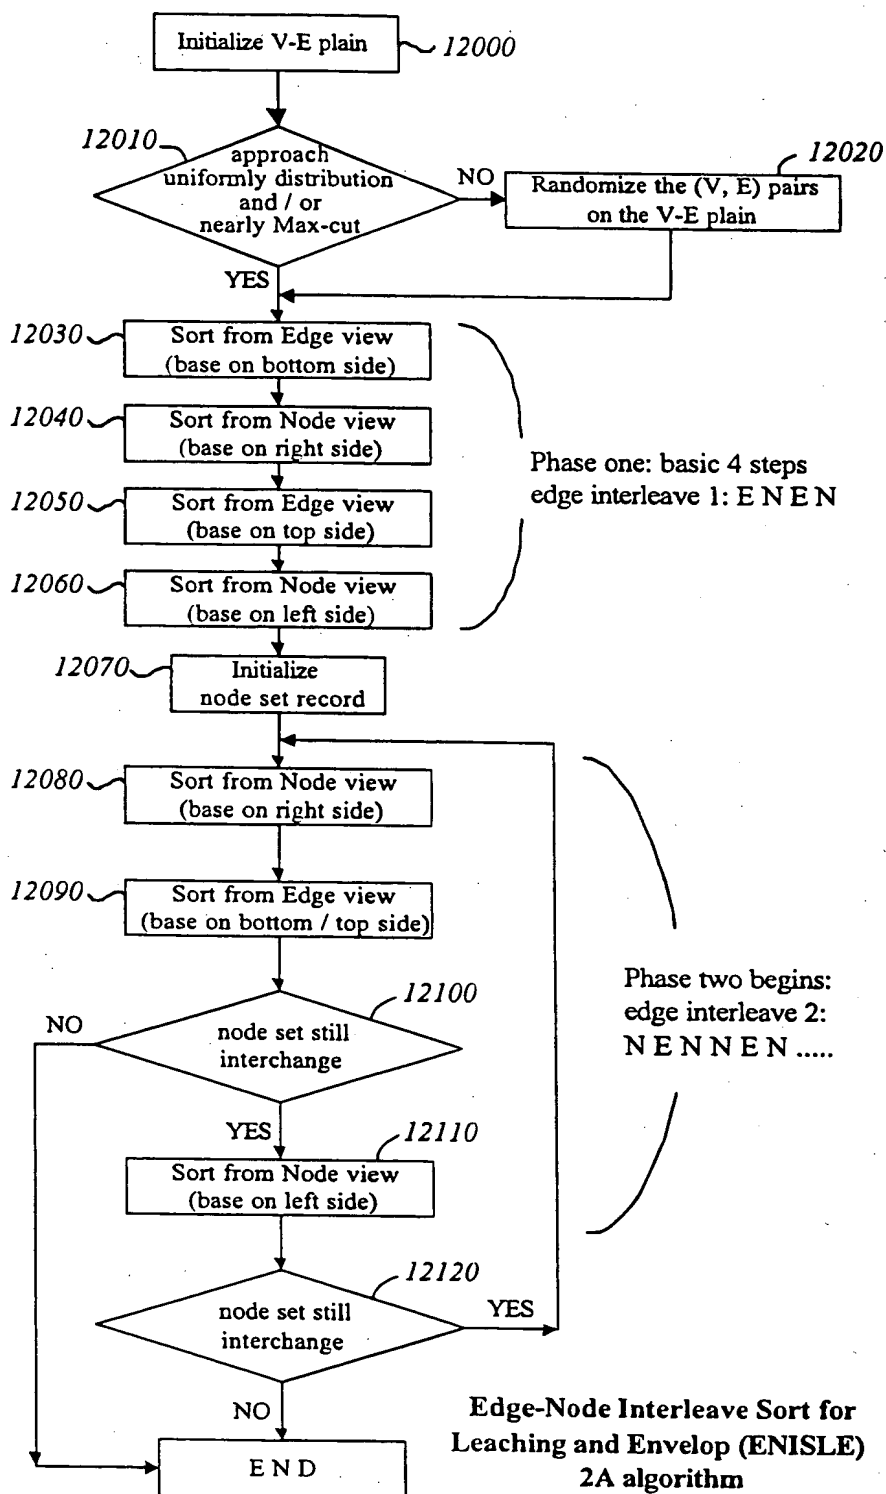 Initialize V-E plain
12000
12010
approach
uniformly distribution
and / or
nearly Max-cut
NO
12020
Randomize the (V, E) pairs
on the V-E plain
YES
12030
Sort from Edge view
(base on bottom side)
12040
Sort from Node view
(base on right side)
Phase one: basic 4 steps
edge interleave 1: E N E N
12050
Sort from Edge view
(base on top side)
12060
Sort from Node view
(base on left side)
12070
Initialize
node set record
12080
Sort from Node view
(base on right side)
12090
Sort from Edge view
(base on bottom / top side)
Phase two begins:
edge interleave 2:
N E N N E N .....
12100
NO
node set still
interchange
YES
12110
Sort from Node view
(base on left side)
12120
node set still
interchange
YES
NO
E N D
Edge-Node Interleave Sort for
Leaching and Envelop (ENISLE)
2A algorithm